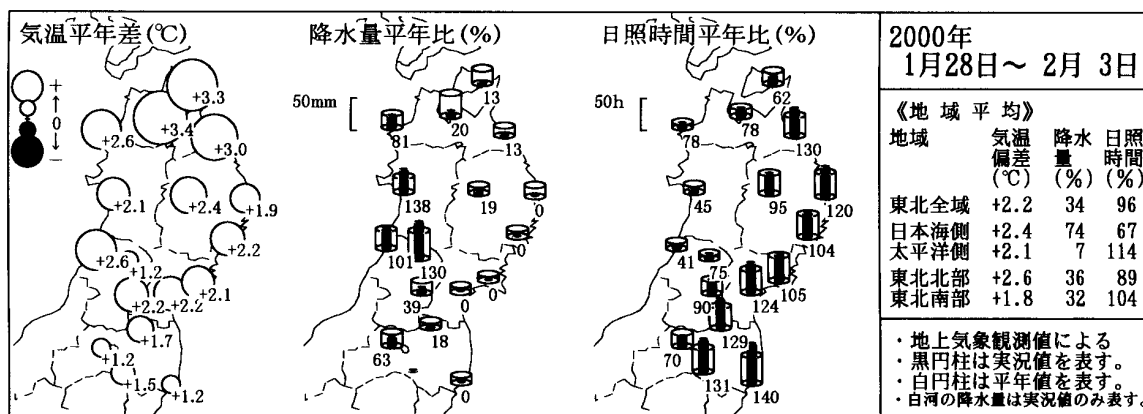 気温平年差(℃)
+
0
−
+3.3
+3.4
+2.6
+3.0
+2.1
+2.4
+1.9
+2.2
+2.6
+1.2
+2.1
+2.2
+2.2
+1.7
+1.2
+1.5
+1.2
降水量平年比(%)
50mm
13
20
81
13
138
19
0
0
101
130
0
39
0
18
63
0
日照時間平年比(%)
50h
62
78
78
130
45
95
120
104
41
75
105
90
124
129
70
131
140
2000年
1月28日～ 2月 3日
《地 域 平 均》
地域 気温 降水 日照
偏差 量 時間
(℃) (%) (%)
東北全域 +2.2 34 96
日本海側 +2.4 74 67
太平洋側 +2.1 7 114
東北北部 +2.6 36 89
東北南部 +1.8 32 104
・地上気象観測値による
・黒円柱は実況値を表す。
・白円柱は平年値を表す。
・白河の降水量は実況値のみ表す。